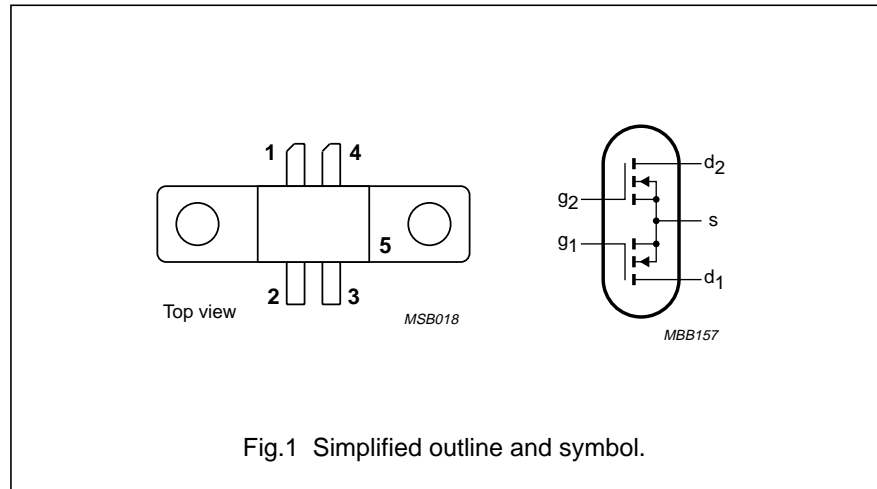 1 4
5
2 3
Top view
MSB018
d2
g2
s
g1
d1
MBB157
Fig.1 Simplified outline and symbol.